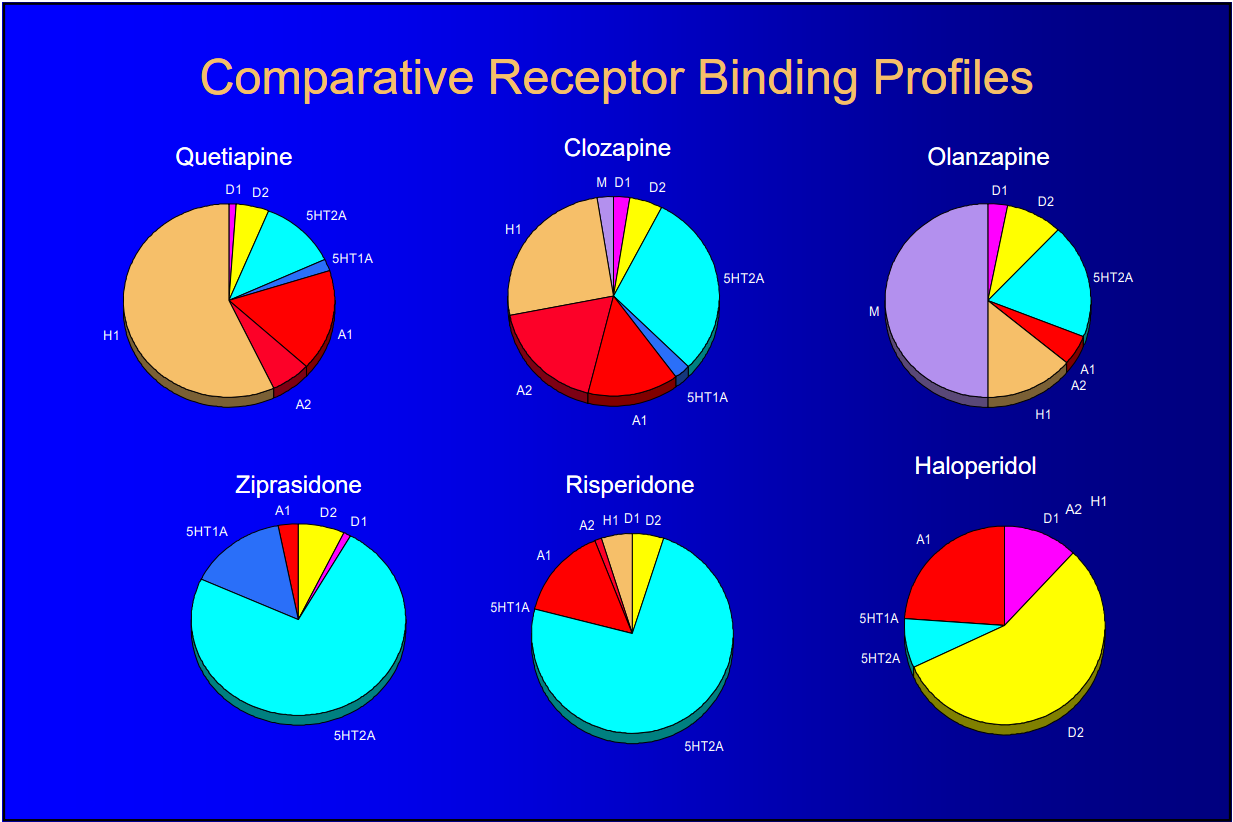 Comparative Receptor Binding Profiles
Quetiapine
D1
D2
5HT2A
5HT1A
A1
A2
H1
Clozapine
M
D1
D2
5HT2A
5HT1A
A1
A2
H1
Olanzapine
D1
D2
5HT2A
A1
A2
H1
M
Ziprasidone
A1
D2
D1
5HT1A
5HT2A
Risperidone
A2
H1
D1
D2
A1
5HT1A
5HT2A
Haloperidol
H1
A2
D1
A1
5HT1A
5HT2A
D2